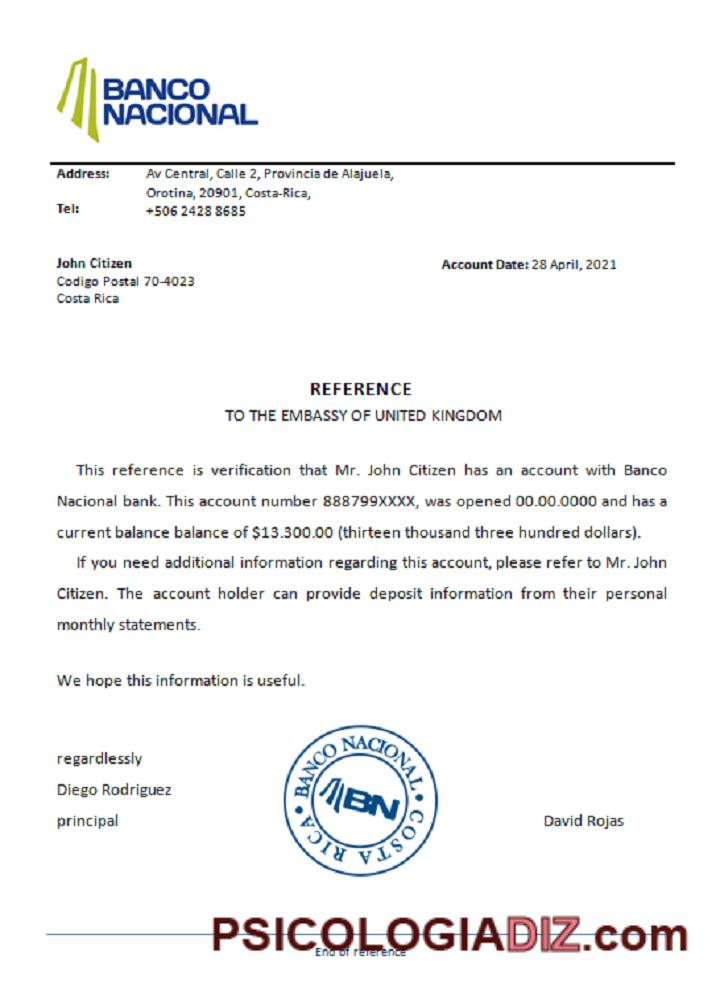 BANCO
NACIONAL
Address: Av Central, Calle 2, Provincia de Alajuela,
Orotina, 20901, Costa-Rica,
Tel: +506 2428 8685
John Citizen Account Date: 28 April, 2021
Codigo Postal 70-4023
Costa Rica
REFERENCE
TO THE EMBASSY OF UNITED KINGDOM
This reference is verification that Mr. John Citizen has an account with Banco
Nacional bank. This account number 888799XXXX, was opened 00.00.0000 and has a
current balance balance of $13.300.00 (thirteen thousand three hundred dollars).
If you need additional information regarding this account, please refer to Mr. John
Citizen. The account holder can provide deposit information from their personal
monthly statements.
We hope this information is useful.
regardlessly
Diego Rodriguez
principal
BANCO NACIONAL
BN
COSTA RICA
David Rojas
PSICOLOGIADIZ.com
End of reference